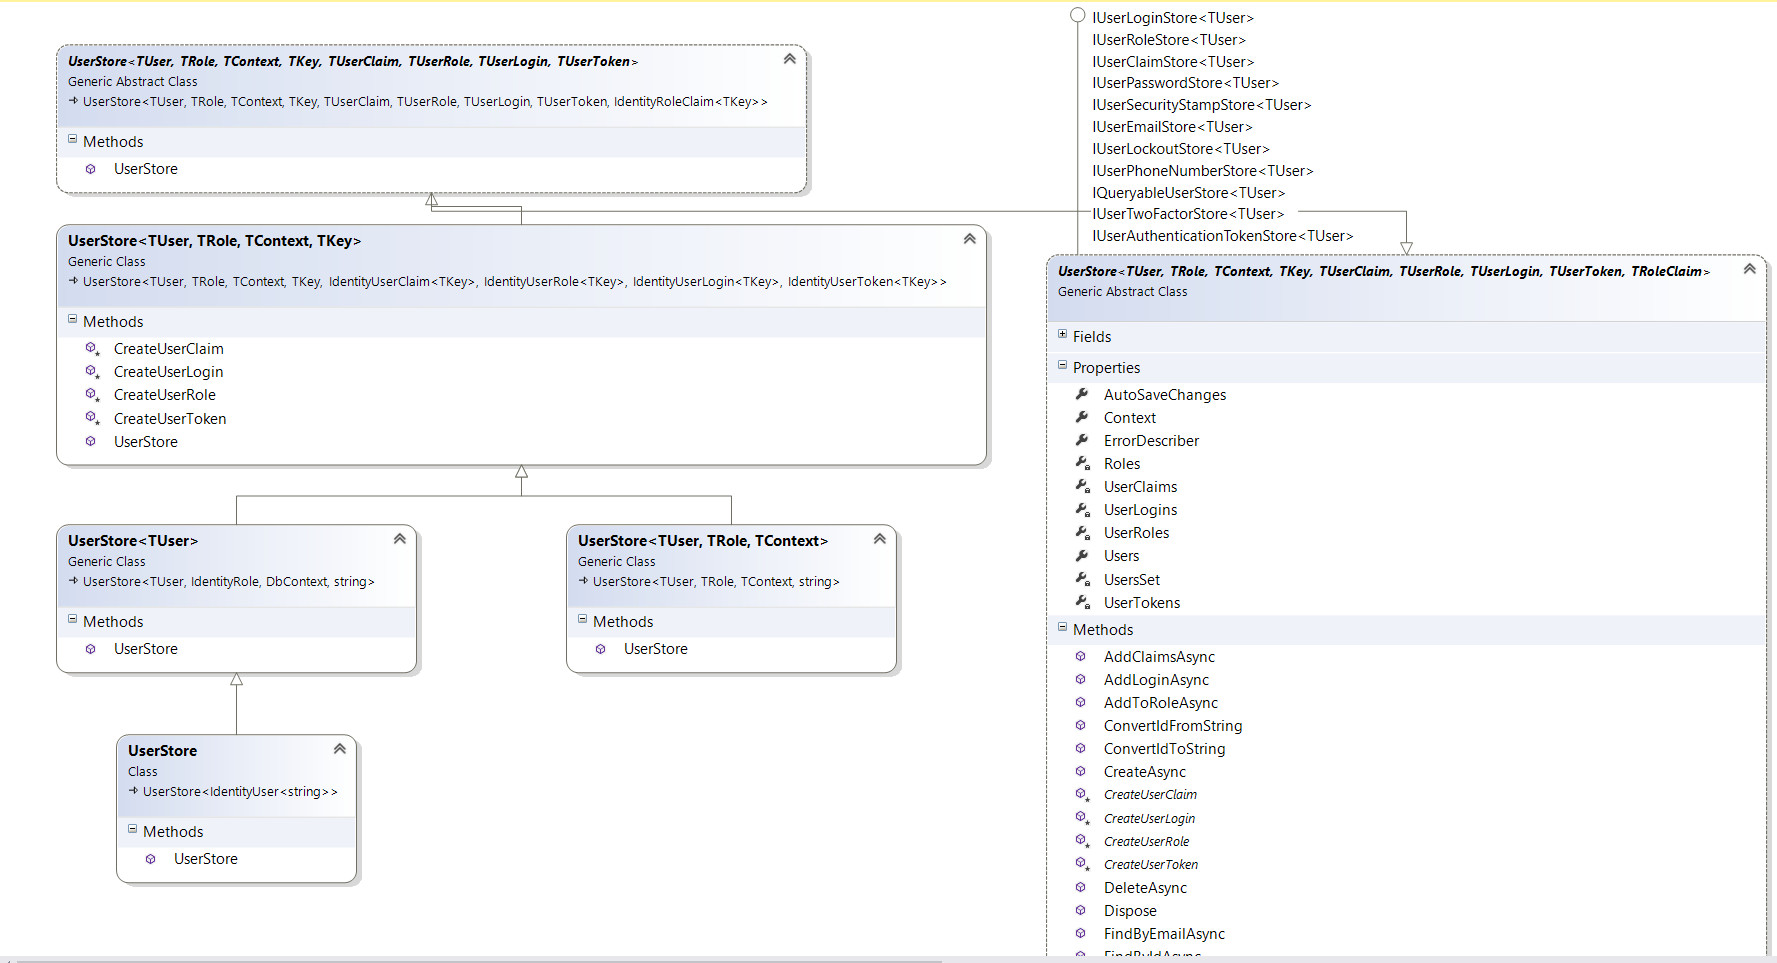 IUserLoginStore<TUser>
IUserRoleStore<TUser>
IUserClaimStore<TUser>
IUserPasswordStore<TUser>
IUserSecurityStampStore<TUser>
IUserEmailStore<TUser>
IUserLockoutStore<TUser>
IUserPhoneNumberStore<TUser>
IQueryableUserStore<TUser>
IUserTwoFactorStore<TUser>
IUserAuthenticationTokenStore<TUser>
UserStore<TUser, TRole, TContext, TKey, TUserClaim, TUserRole, TUserLogin, TUserToken>
Generic Abstract Class
UserStore<TUser, TRole, TContext, TKey, TUserClaim, TUserRole, TUserLogin, TUserToken, IdentityRoleClaim<TKey>>
Methods
UserStore
UserStore<TUser, TRole, TContext, TKey>
Generic Class
UserStore<TUser, TRole, TContext, TKey, IdentityUserClaim<TKey>, IdentityUserRole<TKey>, IdentityUserLogin<TKey>, IdentityUserToken<TKey>>
Methods
CreateUserClaim
CreateUserLogin
CreateUserRole
CreateUserToken
UserStore
UserStore<TUser>
Generic Class
UserStore<TUser, IdentityRole, DbContext, string>
Methods
UserStore
UserStore<TUser, TRole, TContext>
Generic Class
UserStore<TUser, TRole, TContext, string>
Methods
UserStore
UserStore
Class
UserStore<IdentityUser<string>>
Methods
UserStore
UserStore<TUser, TRole, TContext, TKey, TUserClaim, TUserRole, TUserLogin, TUserToken, TRoleClaim>
Generic Abstract Class
Fields
Properties
AutoSaveChanges
Context
ErrorDescriber
Roles
UserClaims
UserLogins
UserRoles
Users
UsersSet
UserTokens
Methods
AddClaimsAsync
AddLoginAsync
AddToRoleAsync
ConvertIdFromString
ConvertIdToString
CreateAsync
CreateUserClaim
CreateUserLogin
CreateUserRole
CreateUserToken
DeleteAsync
Dispose
FindByEmailAsync
FindByIdAsync